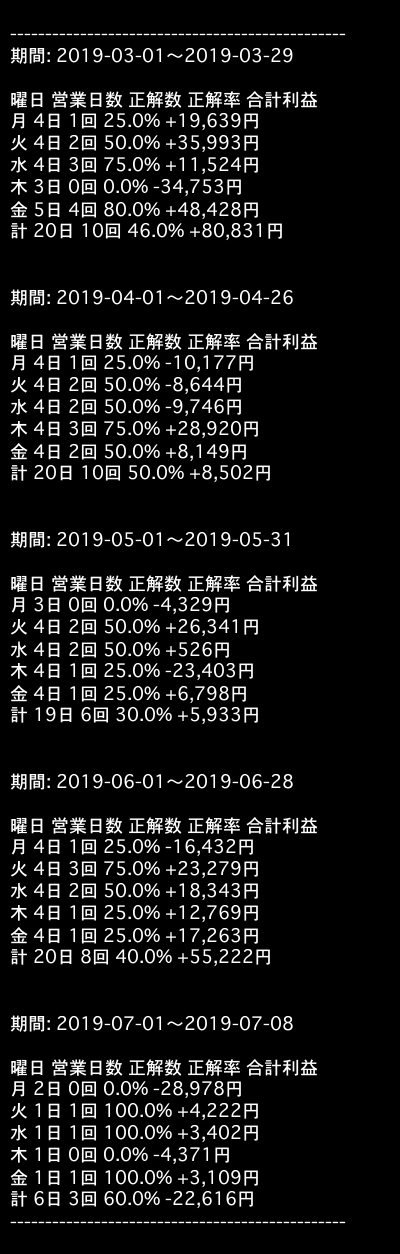 ------------------------------------------------
期間: 2019-03-01〜2019-03-29
曜日 営業日数 正解数 正解率 合計利益
月 4日 1回 25.0% +19,639円
火 4日 2回 50.0% +35,993円
水 4日 3回 75.0% +11,524円
木 3日 0回 0.0% -34,753円
金 5日 4回 80.0% +48,428円
計 20日 10回 46.0% +80,831円
期間: 2019-04-01〜2019-04-26
曜日 営業日数 正解数 正解率 合計利益
月 4日 1回 25.0% -10,177円
火 4日 2回 50.0% -8,644円
水 4日 2回 50.0% -9,746円
木 4日 3回 75.0% +28,920円
金 4日 2回 50.0% +8,149円
計 20日 10回 50.0% +8,502円
期間: 2019-05-01〜2019-05-31
曜日 営業日数 正解数 正解率 合計利益
月 3日 0回 0.0% -4,329円
火 4日 2回 50.0% +26,341円
水 4日 2回 50.0% +526円
木 4日 1回 25.0% -23,403円
金 4日 1回 25.0% +6,798円
計 19日 6回 30.0% +5,933円
期間: 2019-06-01〜2019-06-28
曜日 営業日数 正解数 正解率 合計利益
月 4日 1回 25.0% -16,432円
火 4日 3回 75.0% +23,279円
水 4日 2回 50.0% +18,343円
木 4日 1回 25.0% +12,769円
金 4日 1回 25.0% +17,263円
計 20日 8回 40.0% +55,222円
期間: 2019-07-01〜2019-07-08
曜日 営業日数 正解数 正解率 合計利益
月 2日 0回 0.0% -28,978円
火 1日 1回 100.0% +4,222円
水 1日 1回 100.0% +3,402円
木 1日 0回 0.0% -4,371円
金 1日 1回 100.0% +3,109円
計 6日 3回 60.0% -22,616円
------------------------------------------------